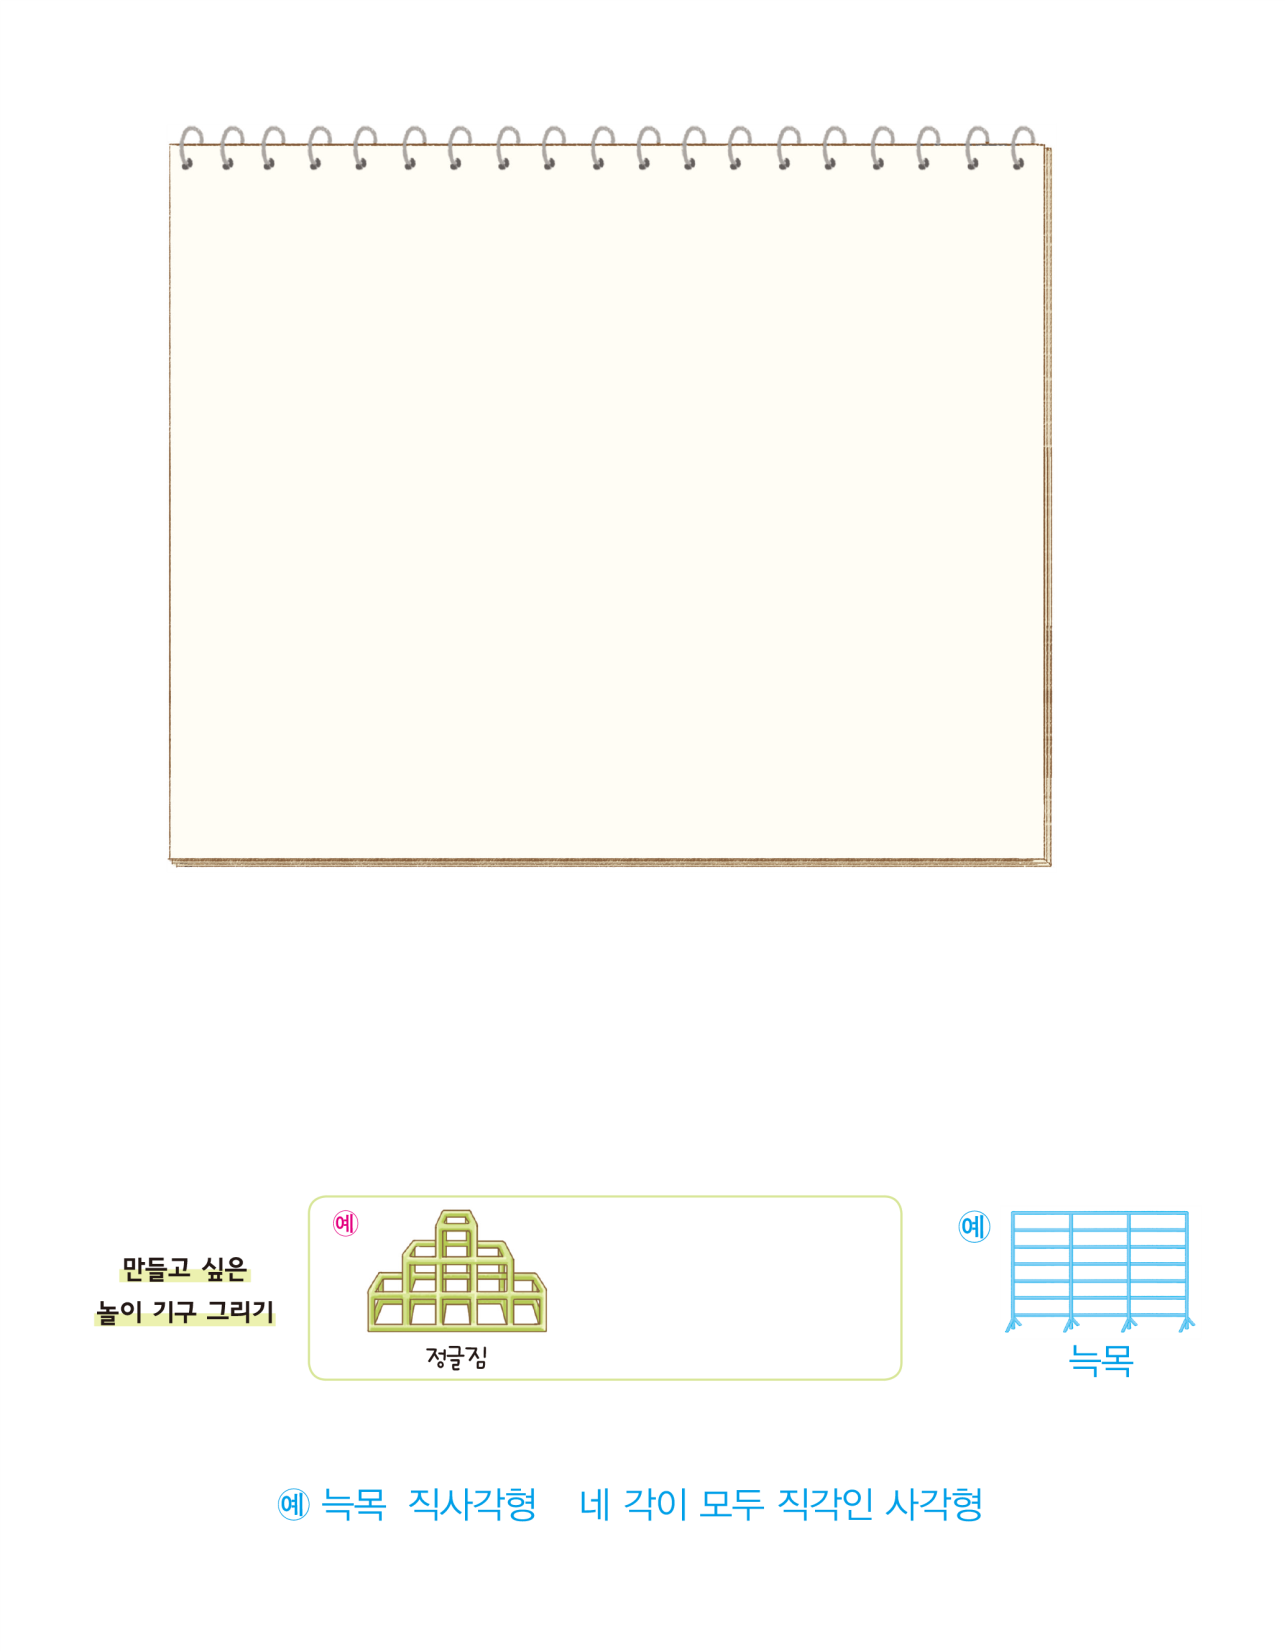 만들고 싶은
놀이 기구 그리기
예
정글짐
예
늑목
예 늑목 직사각형 네 각이 모두 직각인 사각형